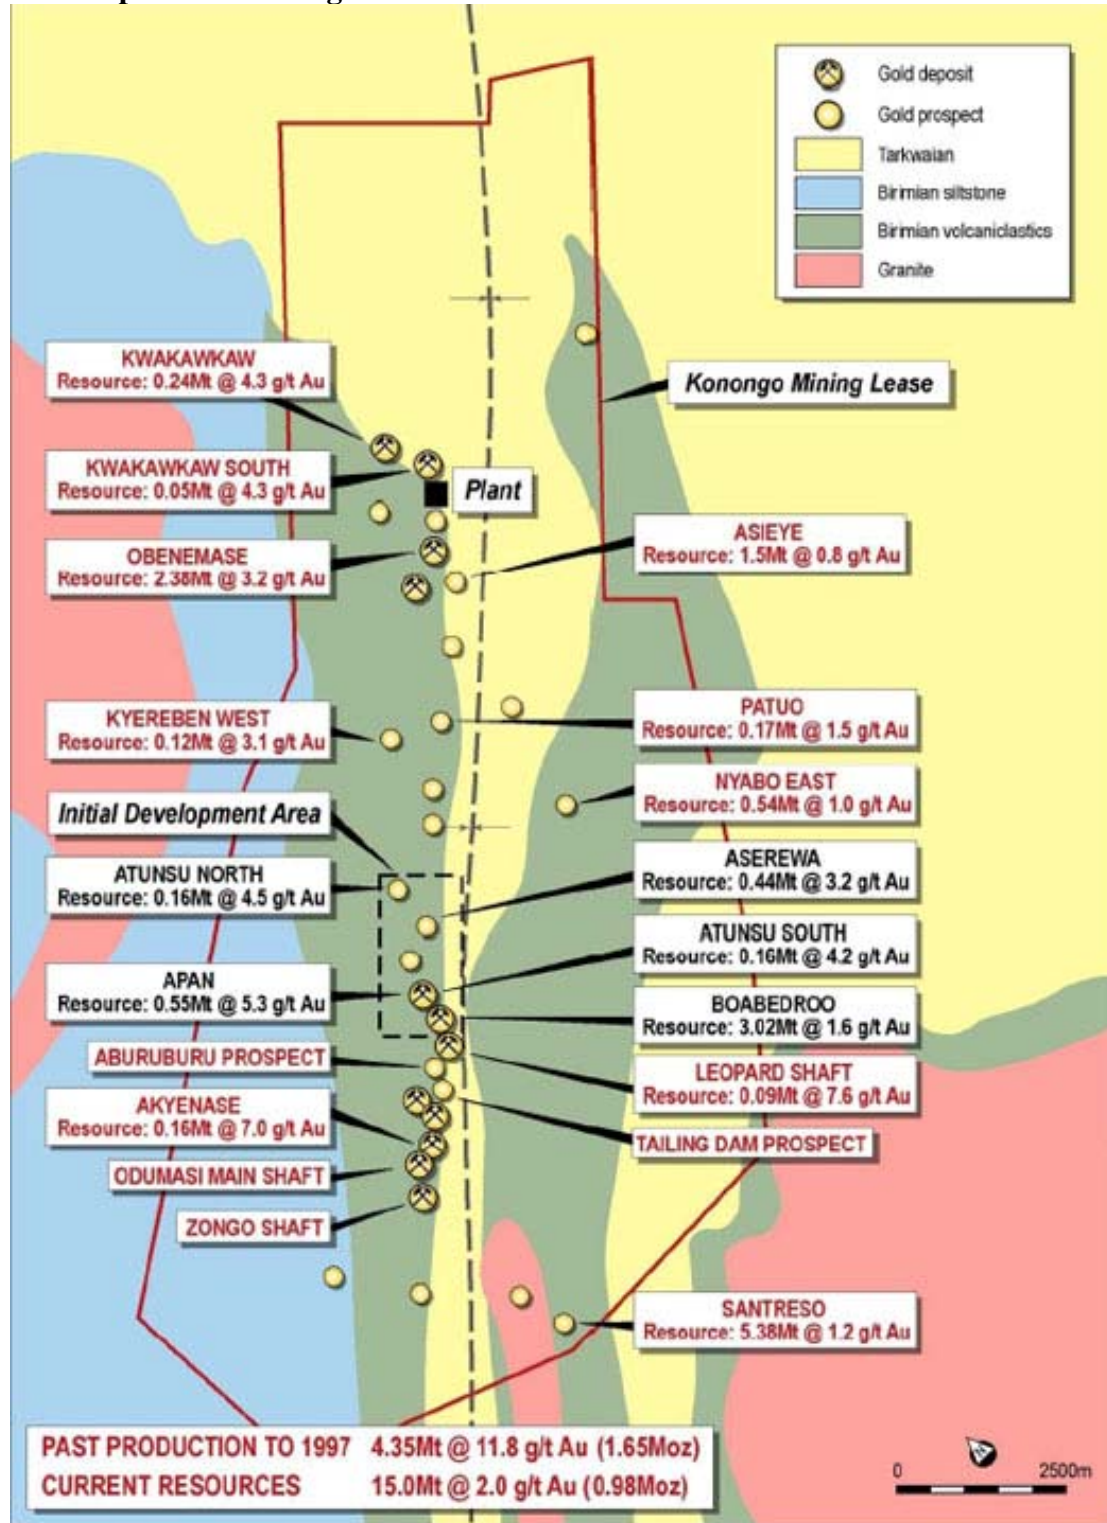 Gold deposit
Gold prospect
Tarkwaian
Birimian siltstone
Birimian volcaniclastics
Granite
KWAKAWKAW
Resource: 0.24Mt @ 4.3 g/t Au
Konongo Mining Lease
KWAKAWKAW SOUTH
Resource: 0.05Mt @ 4.3 g/t Au
Plant
OBENEMASE
Resource: 2.38Mt @ 3.2 g/t Au
ASIEYE
Resource: 1.5Mt @ 0.8 g/t Au
KYEREBEN WEST
Resource: 0.12Mt @ 3.1 g/t Au
PATUO
Resource: 0.17Mt @ 1.5 g/t Au
NYABO EAST
Resource: 0.54Mt @ 1.0 g/t Au
Initial Development Area
ATUNSU NORTH
Resource: 0.16Mt @ 4.5 g/t Au
ASEREWA
Resource: 0.44Mt @ 3.2 g/t Au
ATUNSU SOUTH
Resource: 0.16Mt @ 4.2 g/t Au
APAN
Resource: 0.55Mt @ 5.3 g/t Au
BOABEDROO
Resource: 3.02Mt @ 1.6 g/t Au
ABURUBURU PROSPECT
LEOPARD SHAFT
Resource: 0.09Mt @ 7.6 g/t Au
AKYENASE
Resource: 0.16Mt @ 7.0 g/t Au
TAILING DAM PROSPECT
ODUMASI MAIN SHAFT
ZONGO SHAFT
SANTRESO
Resource: 5.38Mt @ 1.2 g/t Au
PAST PRODUCTION TO 1997 4.35Mt @ 11.8 g/t Au (1.65Moz)
CURRENT RESOURCES 15.0Mt @ 2.0 g/t Au (0.98Moz)
N
0 2500m